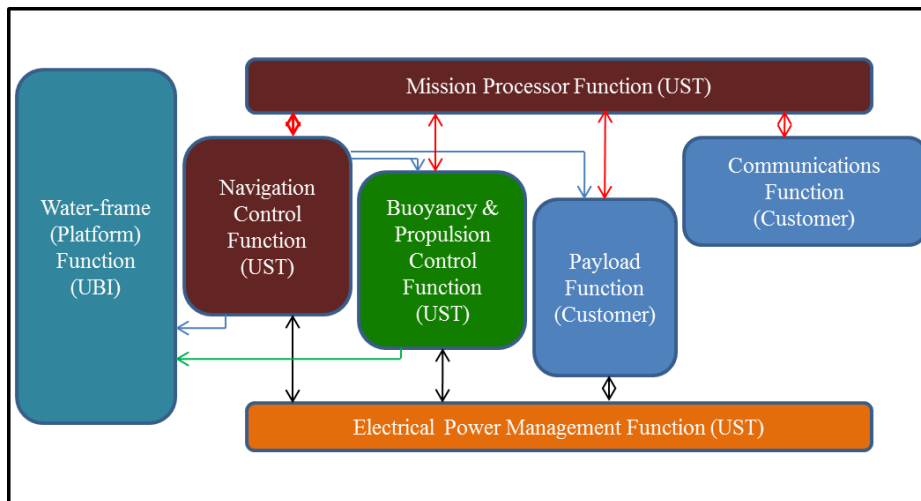 Mission Processor Function (UST)
Water-frame
(Platform)
Function
(UBI)
Navigation
Control
Function
(UST)
Buoyancy &
Propulsion
Control
Function
(UST)
Payload
Function
(Customer)
Communications
Function
(Customer)
Electrical Power Management Function (UST)